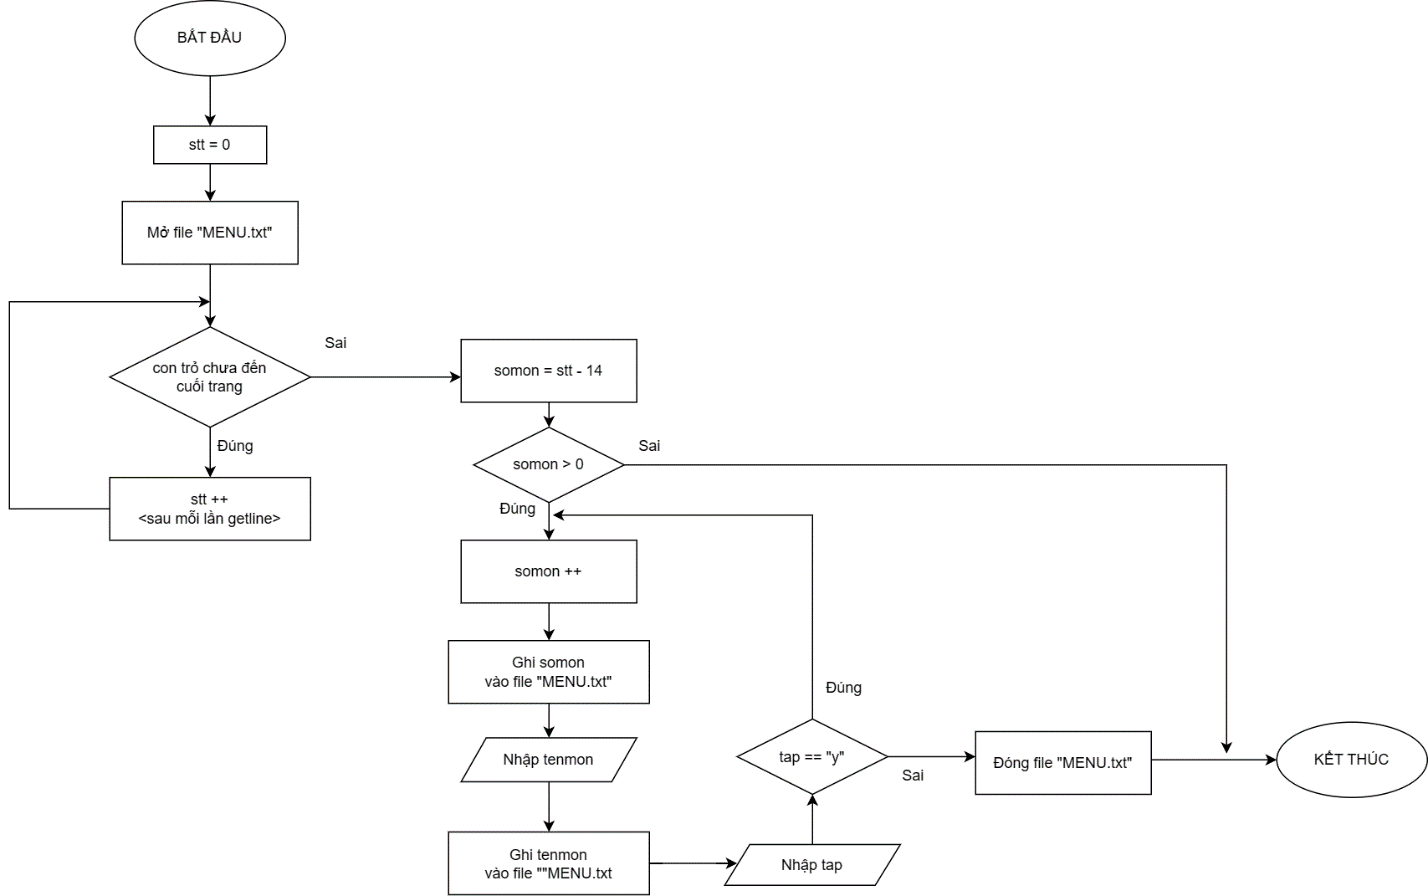 BẮT ĐẦU
stt = 0
Mở file "MENU.txt"
con trỏ chưa đến
cuối trang
Sai
Đúng
stt ++
<sau mỗi lần getline>
somon = stt - 14
somon > 0
Sai
Đúng
somon ++
Ghi somon
vào file "MENU.txt"
Nhập tenmon
Ghi tenmon
vào file ""MENU.txt
Nhập tap
tap == "y"
Đúng
Sai
Đóng file "MENU.txt"
KẾT THÚC